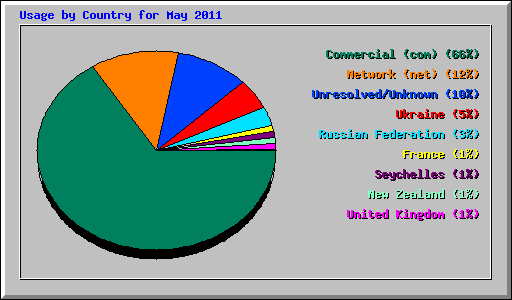 Usage by Country for May 2011
Commercial (com) (66%)
Network (net) (12%)
Unresolved/Unknown (10%)
Ukraine (5%)
Russian Federation (3%)
France (1%)
Seychelles (1%)
New Zealand (1%)
United Kingdom (1%)